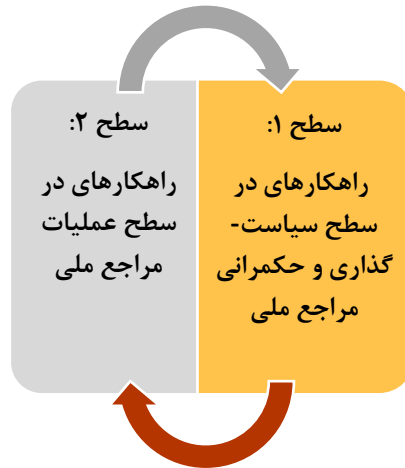 سطح ۱:
راهکارهای در
سطح سیاست-
گذاری و حکمرانی
مراجع ملی
سطح ۲:
راهکارهای در
سطح عملیات
مراجع ملی